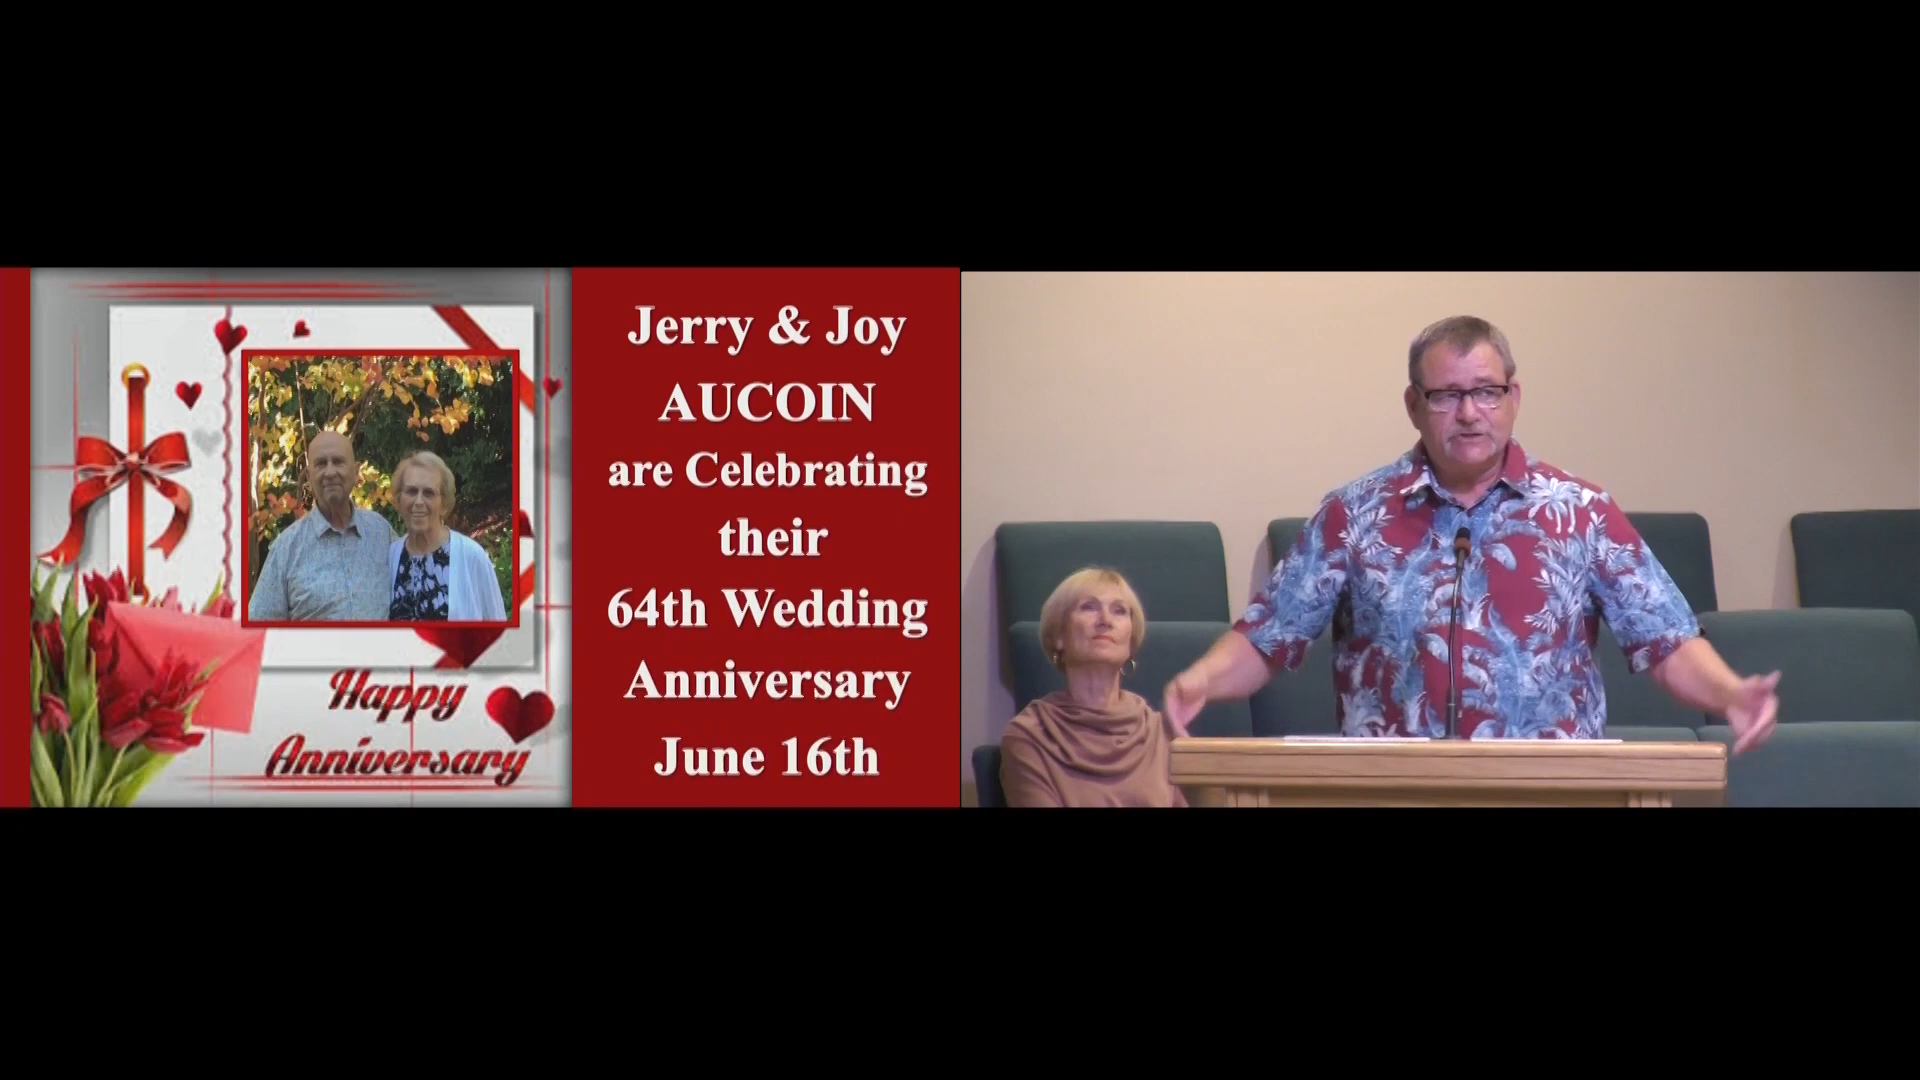 Happy
Anniversary
Jerry & Joy
AUCOIN
are Celebrating
their
64th Wedding
Anniversary
June 16th